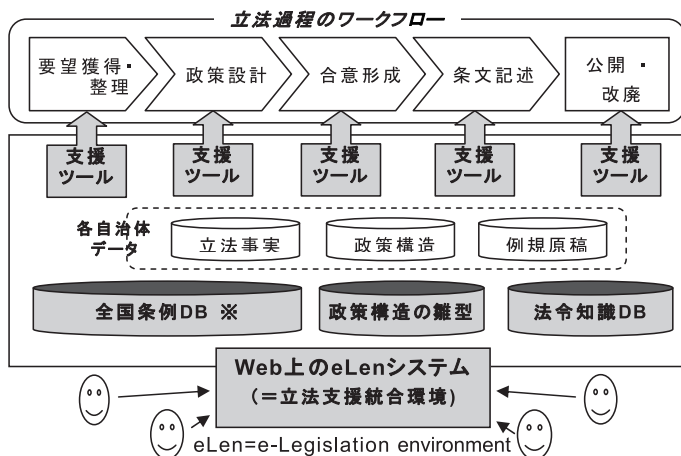 立法過程のワークフロー
要望獲得・
整理
政策設計
合意形成
条文記述
公開・
改廃
支援
ツール
支援
ツール
支援
ツール
支援
ツール
支援
ツール
各自治体
データ
立法事実
政策構造
例規原稿
全国条例DB ※
政策構造の雛型
法令知識DB
Web上のeLenシステム
(＝立法支援統合環境)
eLen=e-Legislation environment